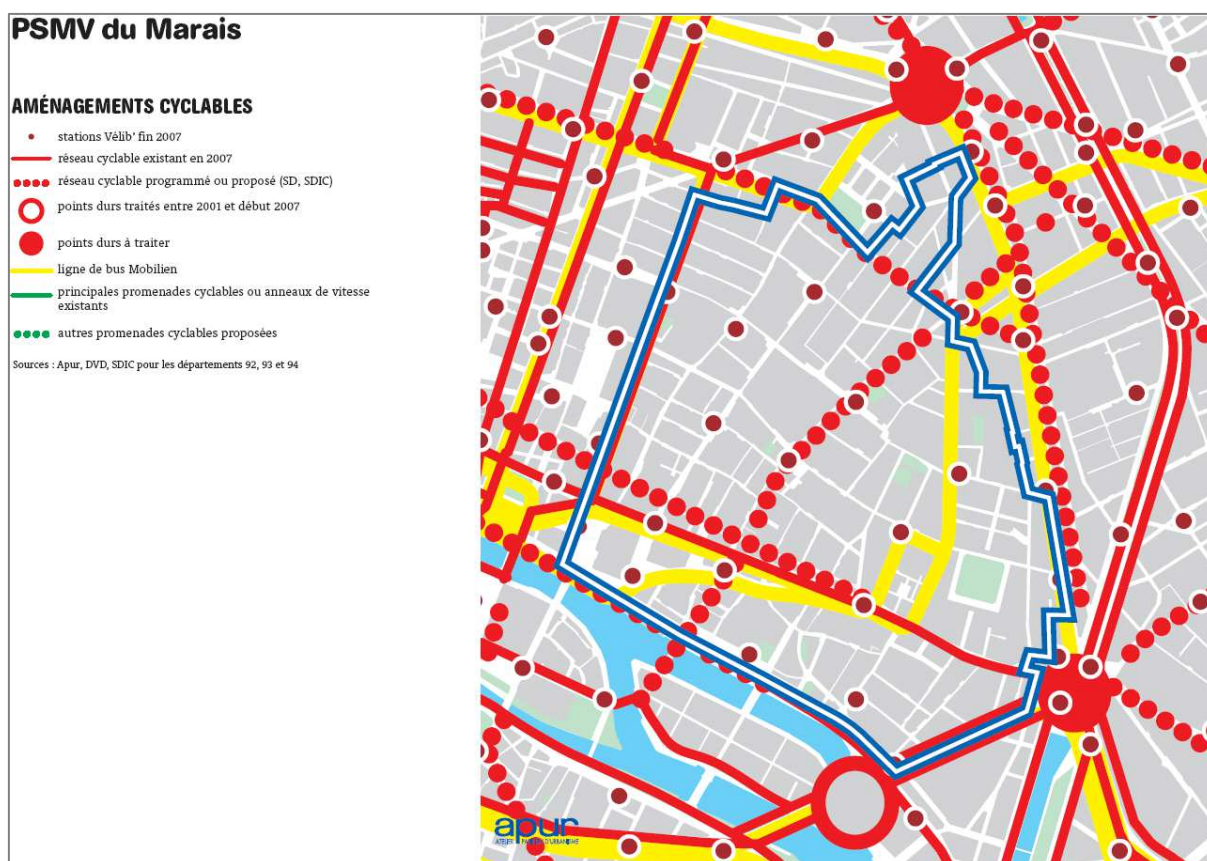 PSMV du Marais
AMÉNAGEMENTS CYCLABLES
stations Vélib' fin 2007
réseau cyclable existant en 2007
réseau cyclable programmé ou proposé (SD, SDIC)
points durs traités entre 2001 et début 2007
points durs à traiter
ligne de bus Mobilien
principales promenades cyclables ou anneaux de vitesse
existants
autres promenades cyclables proposées
Sources : Apur, DVD, SDIC pour les départements 92, 93 et 94
apur